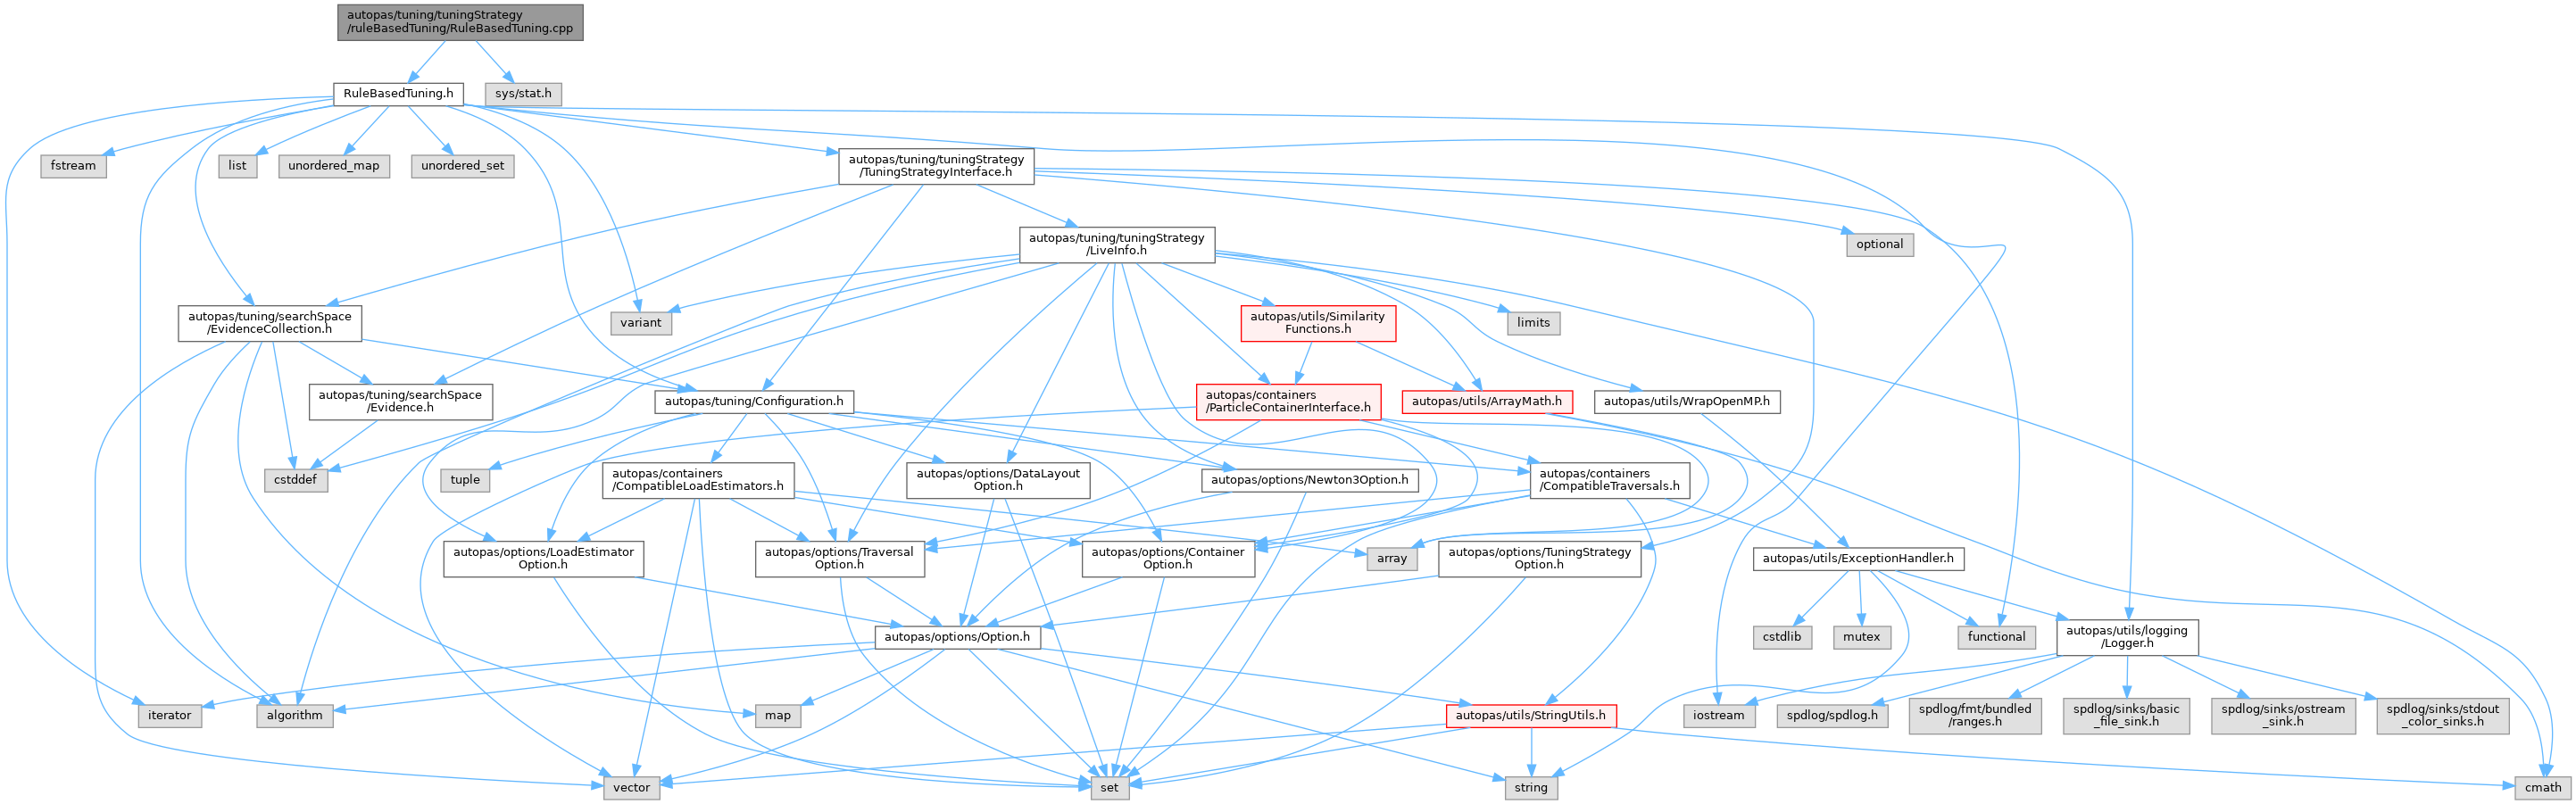 autopas/tuning/tuningStrategy
/ruleBasedTuning/RuleBasedTuning.cpp
RuleBasedTuning.h
sys/stat.h
fstream
list
unordered_map
unordered_set
autopas/tuning/tuningStrategy
/TuningStrategyInterface.h
autopas/tuning/tuningStrategy
/LiveInfo.h
optional
autopas/tuning/searchSpace
/EvidenceCollection.h
variant
autopas/utils/Similarity
Functions.h
limits
autopas/tuning/searchSpace
/Evidence.h
autopas/tuning/Configuration.h
autopas/containers
/ParticleContainerInterface.h
autopas/utils/ArrayMath.h
autopas/utils/WrapOpenMP.h
cstddef
tuple
autopas/containers
/CompatibleLoadEstimators.h
autopas/options/DataLayout
Option.h
autopas/options/Newton3Option.h
autopas/containers
/CompatibleTraversals.h
autopas/options/LoadEstimator
Option.h
autopas/options/Traversal
Option.h
autopas/options/Container
Option.h
array
autopas/options/TuningStrategy
Option.h
autopas/utils/ExceptionHandler.h
autopas/options/Option.h
cstdlib
mutex
functional
autopas/utils/logging
/Logger.h
iterator
algorithm
map
autopas/utils/StringUtils.h
iostream
spdlog/spdlog.h
spdlog/fmt/bundled
/ranges.h
spdlog/sinks/basic
_file_sink.h
spdlog/sinks/ostream
_sink.h
spdlog/sinks/stdout
_color_sinks.h
vector
set
string
cmath